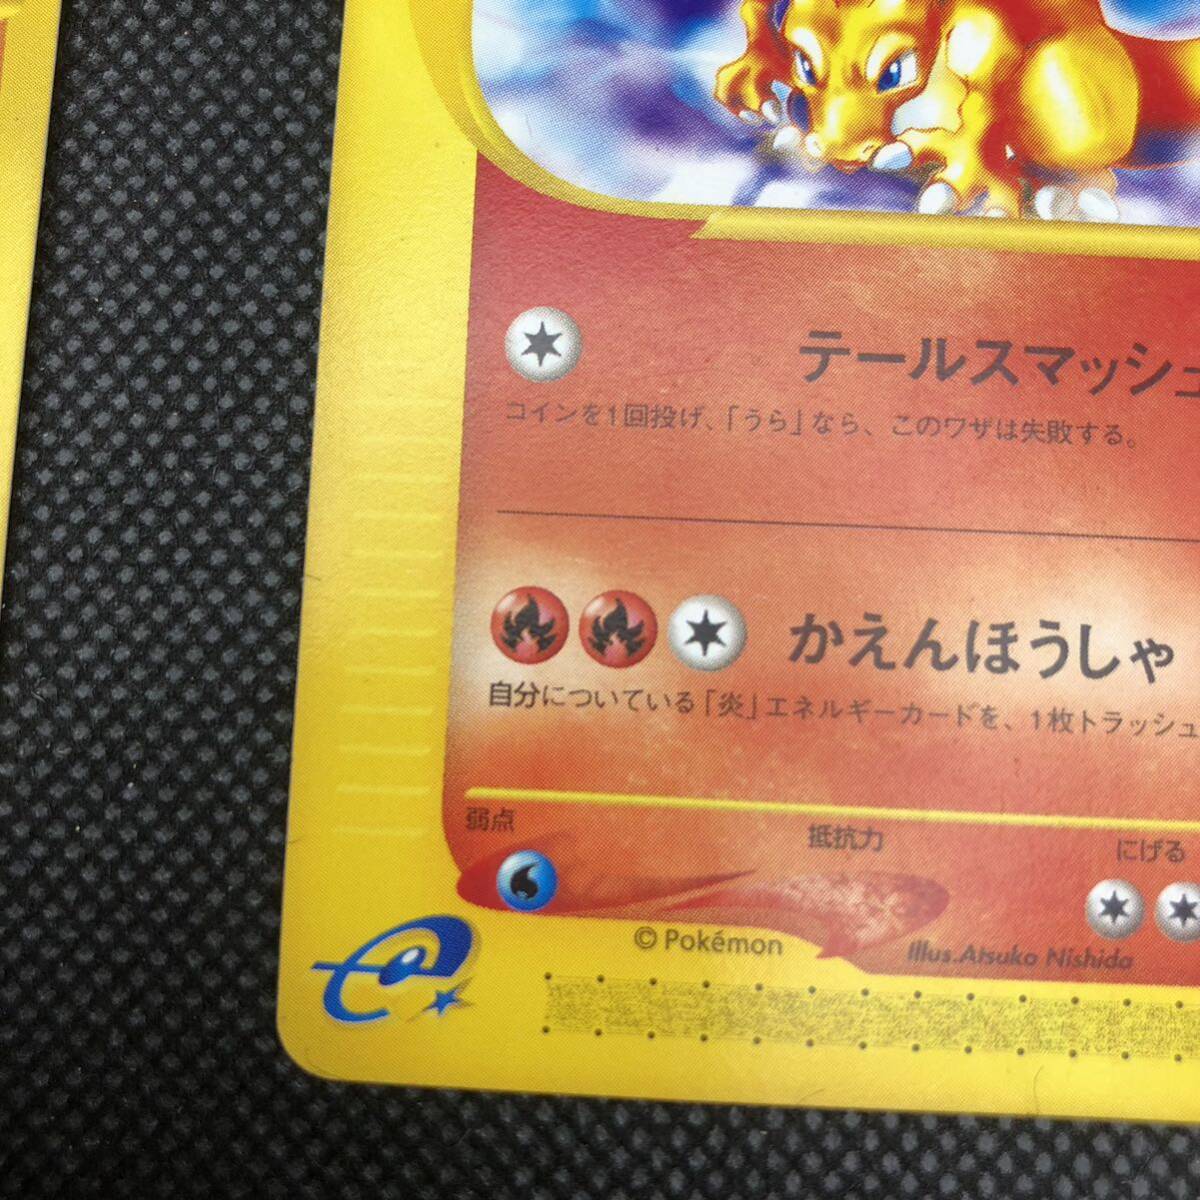 テールスマッシュ
コインを1回投げ、「うら」なら、このワザは失敗する。
かえんほうしゃ
自分についている「炎」エネルギーカードを、1枚トラッシュ
弱点 抵抗力 にげる
© Pokémon Illus.Atsuko Nishida